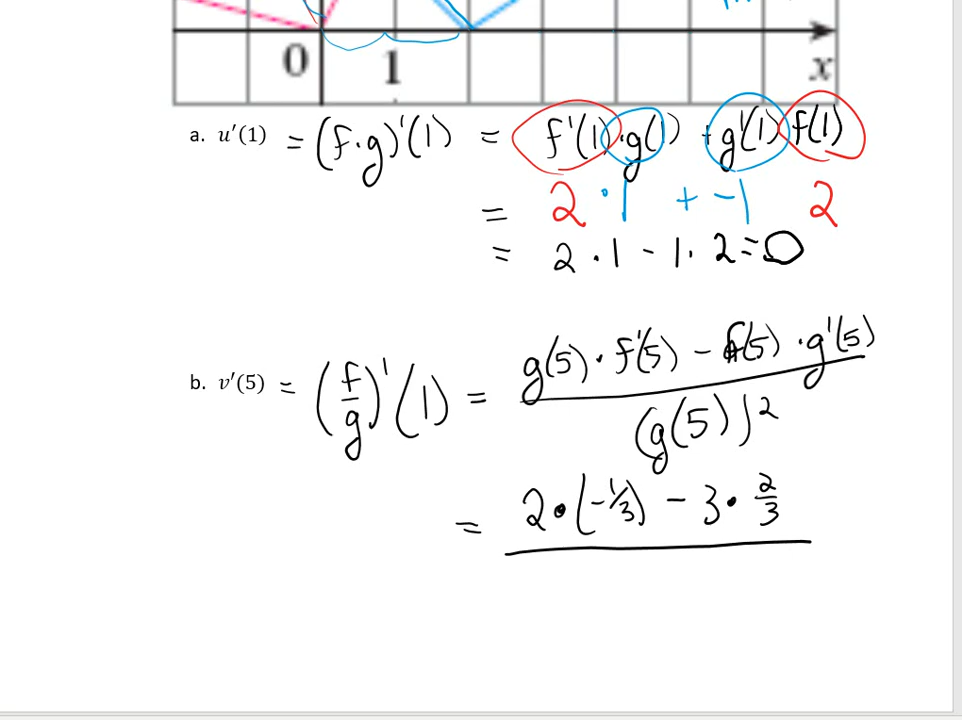 0 1 x
a. u'(1) = (f·g)'(1) = f'(1)·g(1) + g'(1) f(1)
= 2 · 1 + -1 2
= 2 · 1 - 1 · 2 = 0
b. v'(5) = (f/g)'(1) = g(5) · f'(5) - f(5) · g'(5)
(g(5))²
= 2 · (-1/3) - 3 · 2/3